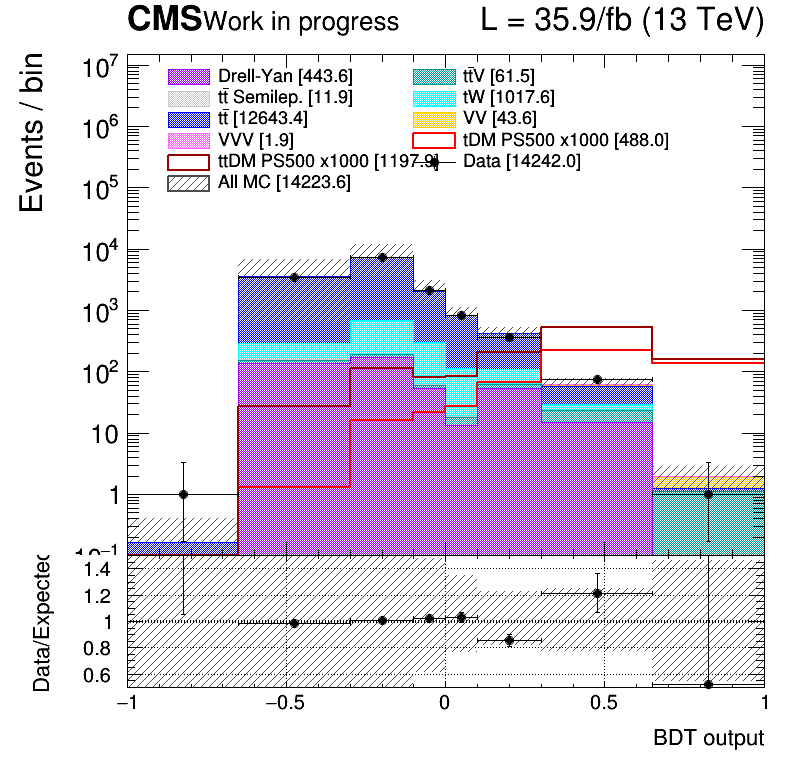 CMS Work in progress L = 35.9/fb (13 TeV)
Events / bin
10⁷
10⁶
10⁵
10⁴
10³
10²
10
1
10⁻¹
Drell-Yan [443.6]
tt̄V [61.5]
tt̄ Semilep. [11.9]
tW [1017.6]
tt̄ [12643.4]
VV [43.6]
VVV [1.9]
tDM PS500 x1000 [488.0]
ttDM PS500 x1000 [1197.9]
Data [14242.0]
All MC [14223.6]
Data/Expected
1.4
1.2
1
0.8
0.6
−1 −0.5 0 0.5 1
BDT output